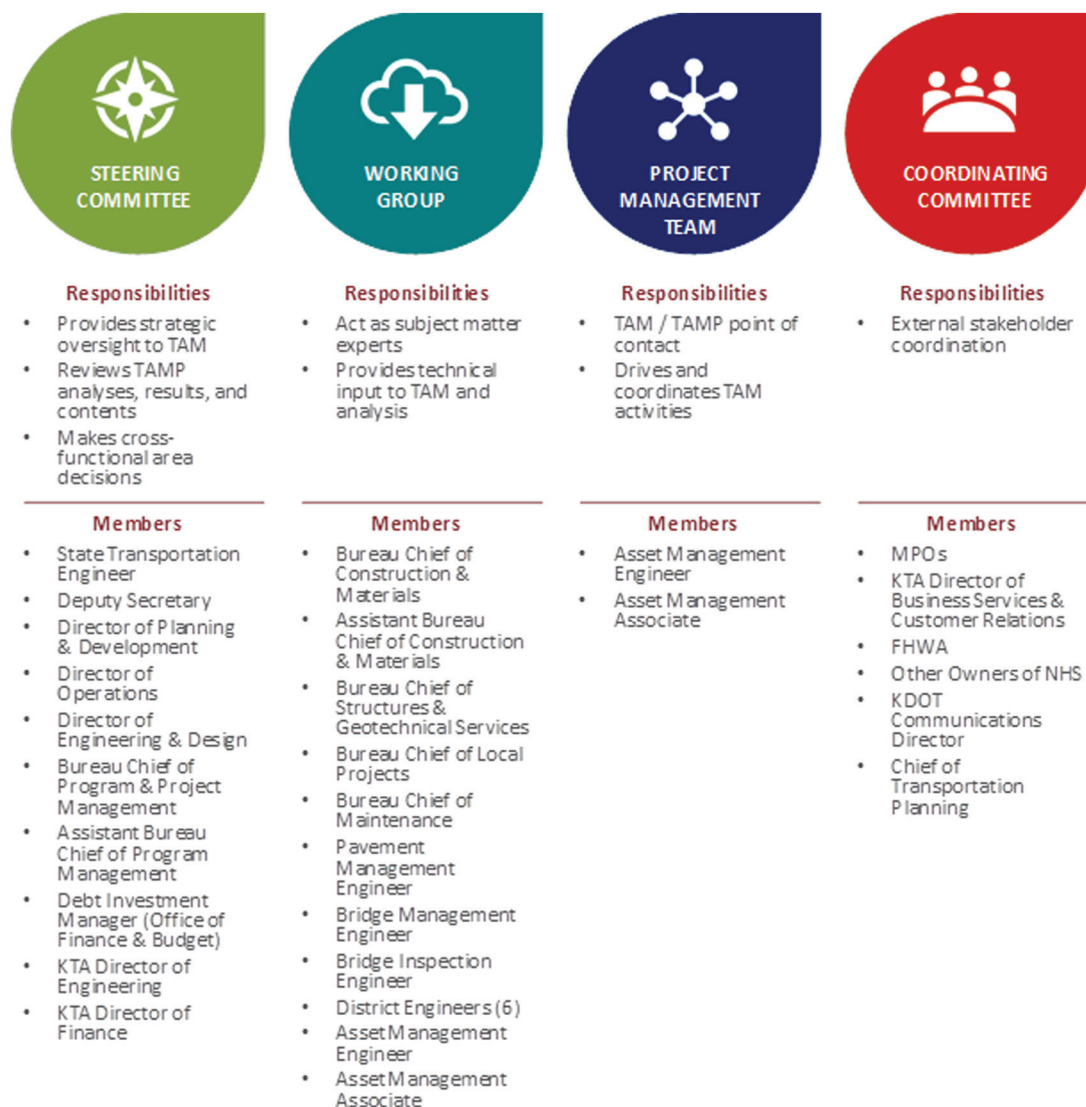 STEERING
COMMITTEE
Responsibilities
• Provides strategic
oversight to TAM
• Reviews TAMP
analyses, results, and
contents
• Makes cross-
functional area
decisions
Members
• State Transportation
Engineer
• Deputy Secretary
• Director of Planning
& Development
• Director of
Operations
• Director of
Engineering & Design
• Bureau Chief of
Program & Project
Management
• Assistant Bureau
Chief of Program
Management
• Debt Investment
Manager (Office of
Finance & Budget)
• KTA Director of
Engineering
• KTA Director of
Finance
WORKING
GROUP
Responsibilities
• Act as subject matter
experts
• Provides technical
input to TAM and
analysis
Members
• Bureau Chief of
Construction &
Materials
• Assistant Bureau
Chief of Construction
& Materials
• Bureau Chief of
Structures &
Geotechnical Services
• Bureau Chief of Local
Projects
• Bureau Chief of
Maintenance
• Pavement
Management
Engineer
• Bridge Management
Engineer
• Bridge Inspection
Engineer
• District Engineers (6)
• Asset Management
Engineer
• Asset Management
Associate
PROJECT
MANAGEMENT
TEAM
Responsibilities
• TAM / TAMP point of
contact
• Drives and
coordinates TAM
activities
Members
• Asset Management
Engineer
• Asset Management
Associate
COORDINATING
COMMITTEE
Responsibilities
• External stakeholder
coordination
Members
• MPOs
• KTA Director of
Business Services &
Customer Relations
• FHWA
• Other Owners of NHS
• KDOT
Communications
Director
• Chief of
Transportation
Planning